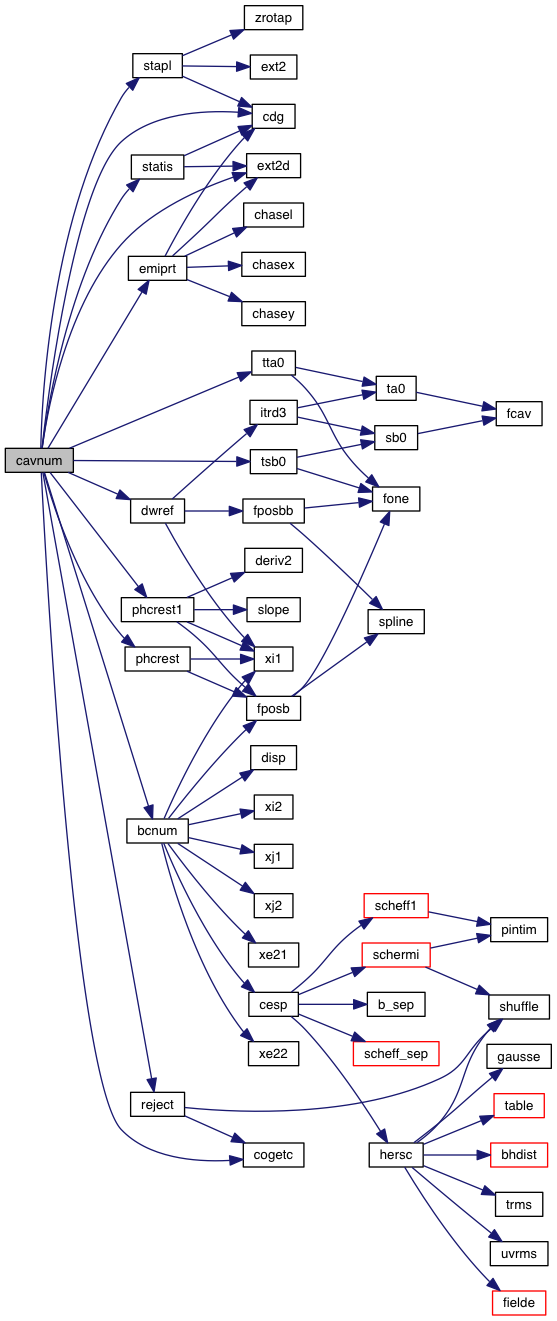 zrotap
stapl
ext2
cdg
statis
ext2d
chasel
emiprt
chasex
chasey
tta0
ta0
itrd3
fcav
sb0
cavnum
tsb0
fone
dwref
fposbb
deriv2
phcrest1
slope
spline
phcrest
xi1
fposb
disp
xi2
bcnum
xj1
xj2
scheff1
pintim
xe21
schermi
cesp
b_sep
shuffle
xe22
scheff_sep
gausse
reject
table
cogetc
hersc
bhdist
trms
uvrms
fielde